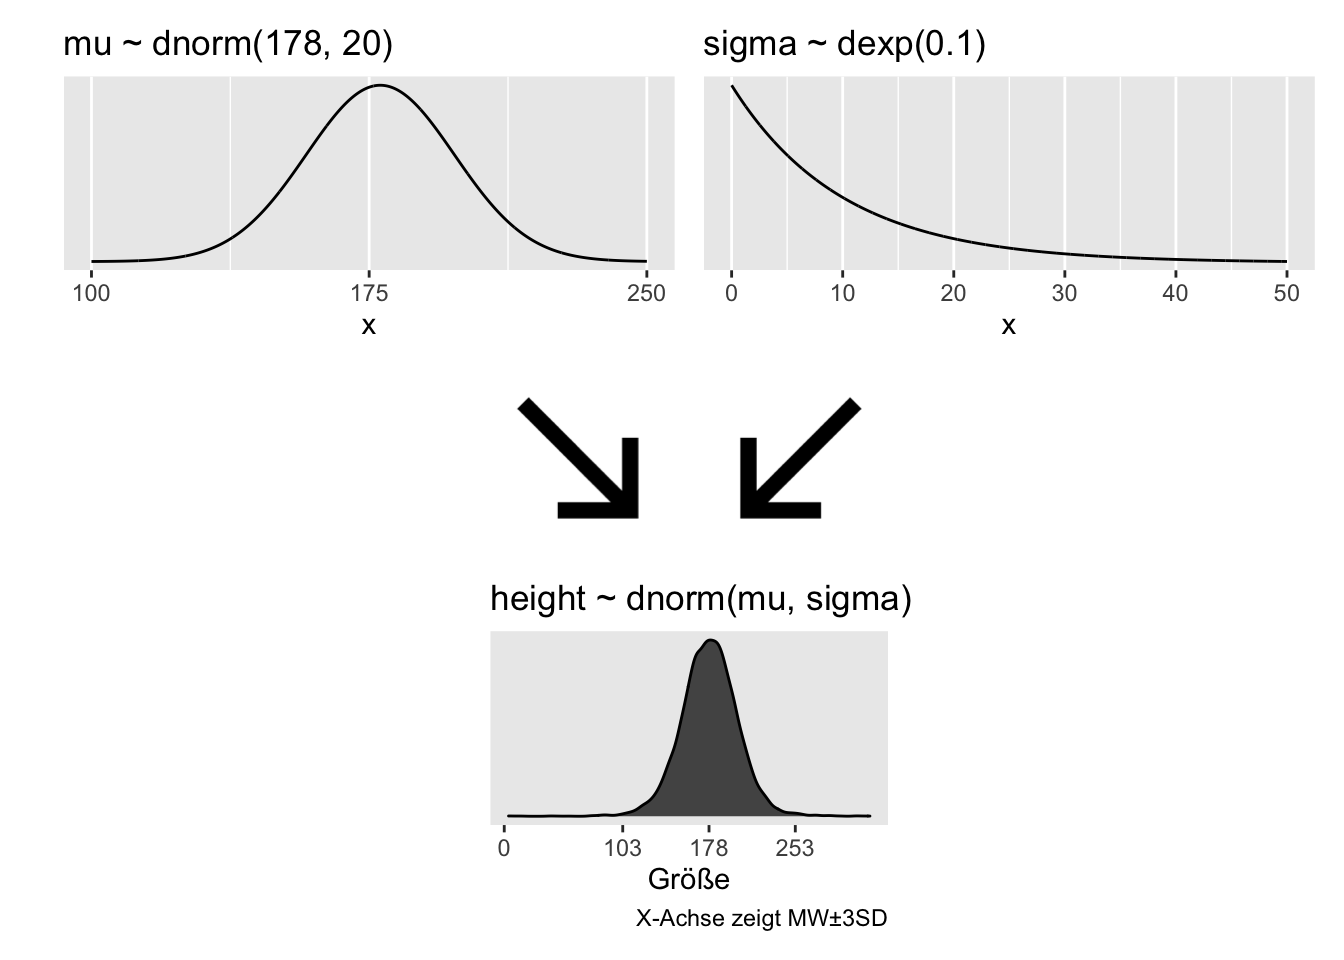 mu ~ dnorm(178, 20)
sigma ~ dexp(0.1)
100 175 250
0 10 20 30 40 50
x
x
height ~ dnorm(mu, sigma)
0 103 178 253
Größe
X-Achse zeigt MW±3SD